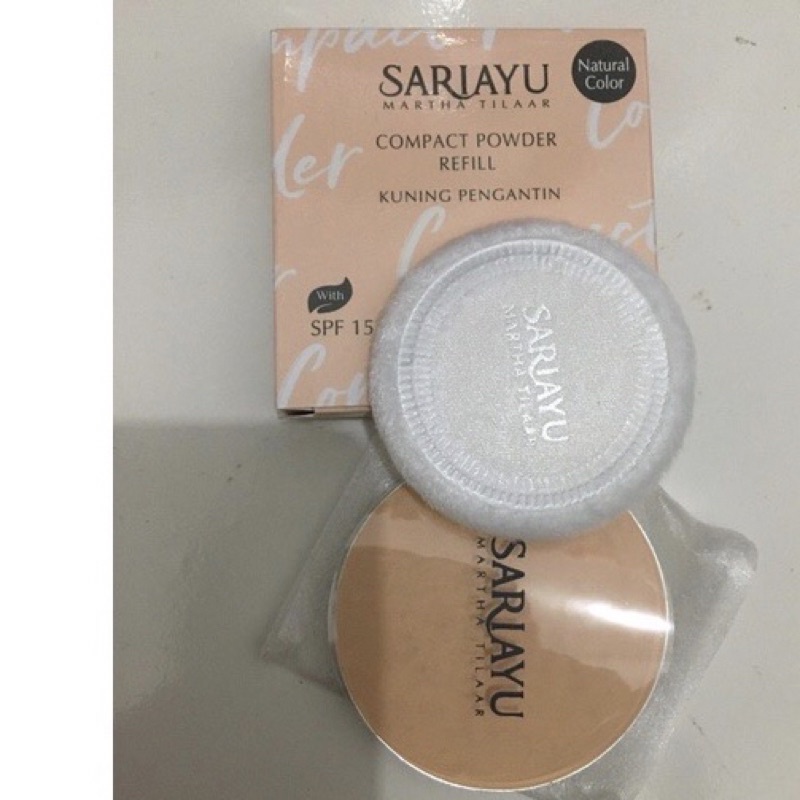 SARIAYU
MARTHA TILAAR
Natural
Color
COMPACT POWDER
REFILL
KUNING PENGANTIN
With
SPF 15
SARIAYU
MARTHA TILAAR
SARIAYU
MARTHA TILAAR